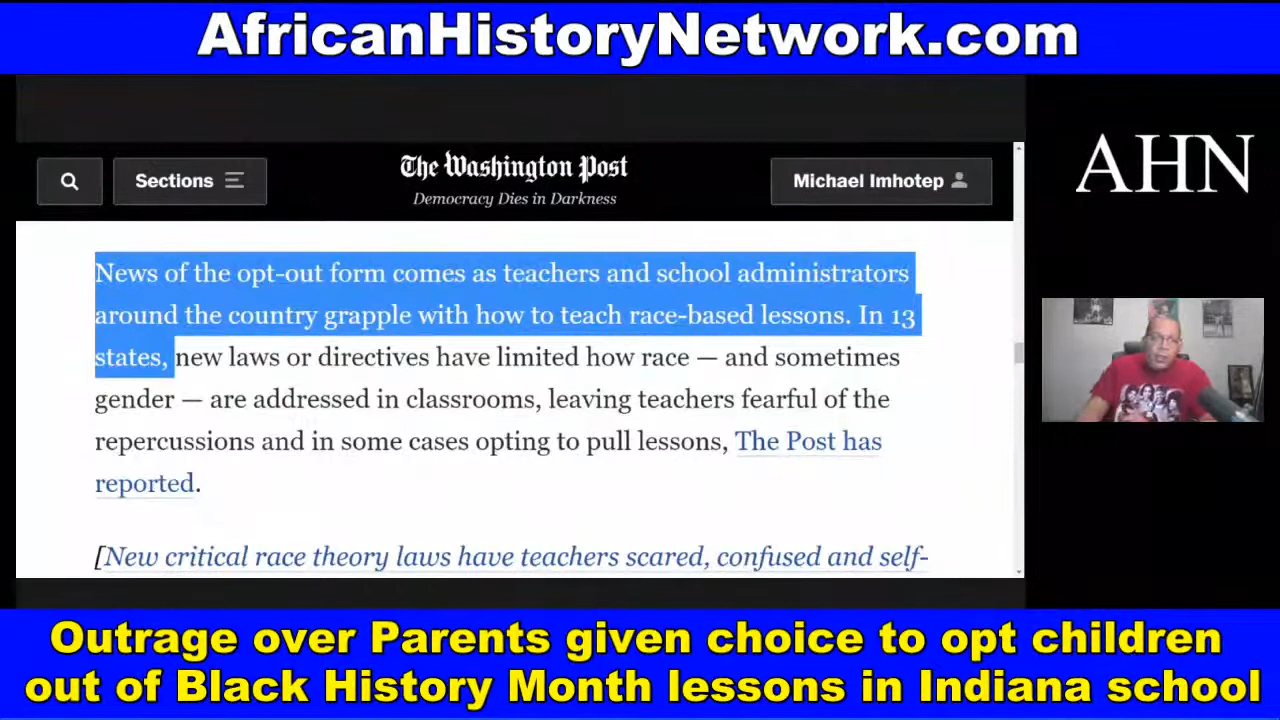 AfricanHistoryNetwork.com
AHN
Sections
The Washington Post
Democracy Dies in Darkness
Michael Imhotep
News of the opt-out form comes as teachers and school administrators
around the country grapple with how to teach race-based lessons. In 13
states, new laws or directives have limited how race — and sometimes
gender — are addressed in classrooms, leaving teachers fearful of the
repercussions and in some cases opting to pull lessons, The Post has
reported.
[New critical race theory laws have teachers scared, confused and self-
Outrage over Parents given choice to opt children
out of Black History Month lessons in Indiana school